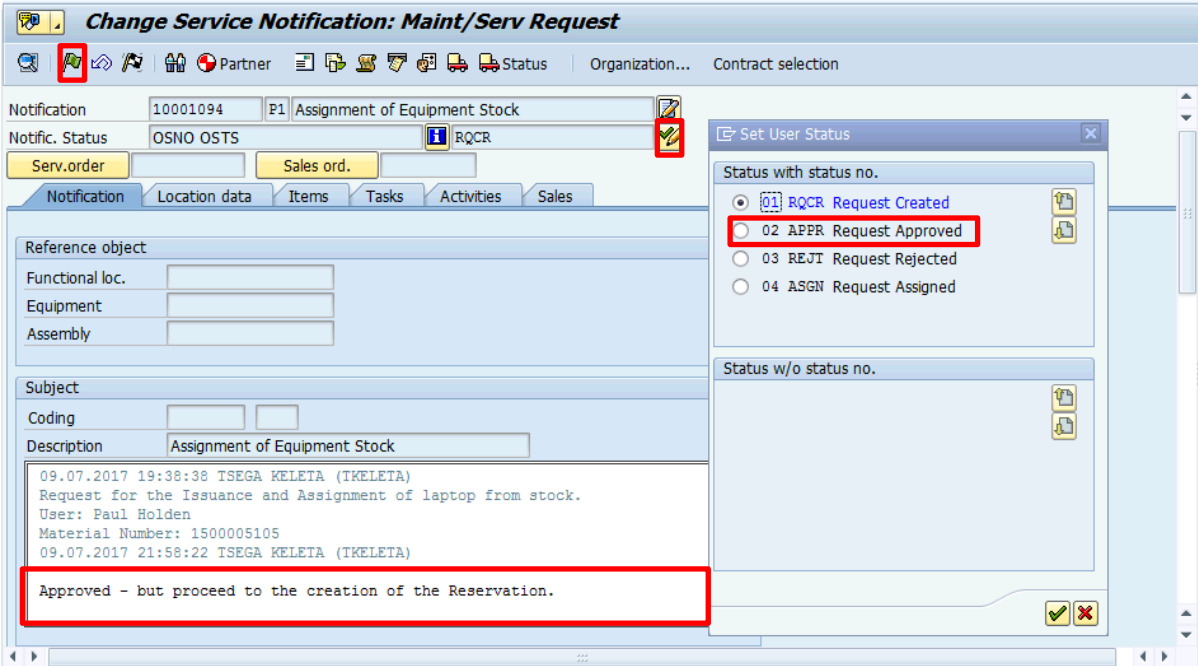 Change Service Notification: Maint/Serv Request
Partner Status Organization... Contract selection
Notification 10001094 P1 Assignment of Equipment Stock
Notific. Status OSNO OSTS RQCR
Serv.order Sales ord.
Notification Location data Items Tasks Activities Sales
Reference object
Functional loc.
Equipment
Assembly
Subject
Coding
Description Assignment of Equipment Stock
09.07.2017 19:38:38 TSEGA KELETA (TKELETA)
Request for the Issuance and Assignment of laptop from stock.
User: Paul Holden
Material Number: 1500005105
09.07.2017 21:58:22 TSEGA KELETA (TKELETA)
Approved - but proceed to the creation of the Reservation.
Set User Status
Status with status no.
01 RQCR Request Created
02 APPR Request Approved
03 REJT Request Rejected
04 ASGN Request Assigned
Status w/o status no.